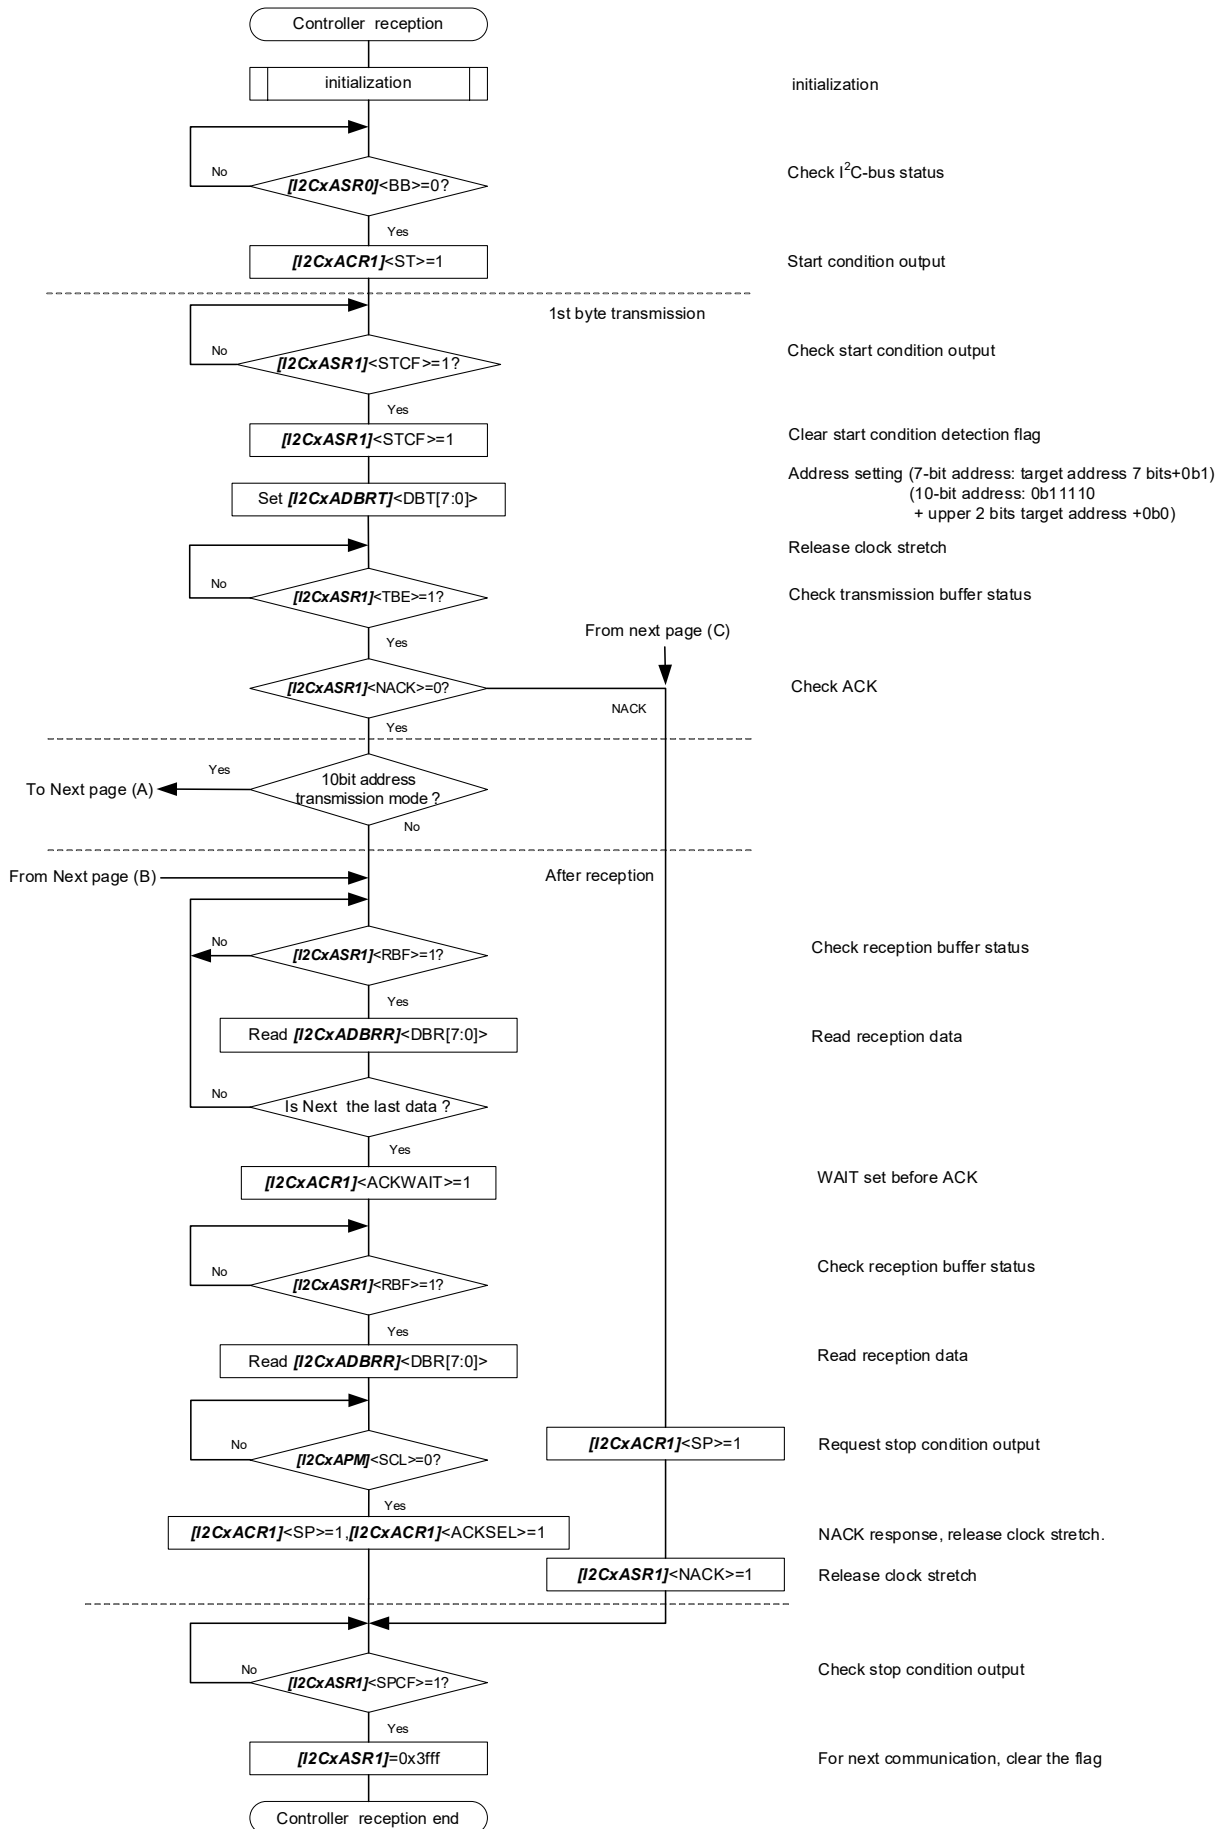 Controller reception
initialization
initialization
No
[I2CxASR0]<BB>=0?
Check I2C-bus status
Yes
[I2CxACR1]<ST>=1
Start condition output
1st byte transmission
No
[I2CxASR1]<STCF>=1?
Check start condition output
Yes
[I2CxASR1]<STCF>=1
Clear start condition detection flag
Set [I2CxADBRT]<DBT[7:0]>
Address setting (7-bit address: target address 7 bits+0b1)
(10-bit address: 0b11110
+ upper 2 bits target address +0b0)
Release clock stretch
No
[I2CxASR1]<TBE>=1?
Check transmission buffer status
Yes
From next page (C)
[I2CxASR1]<NACK>=0?
Check ACK
NACK
Yes
Yes
To Next page (A)
10bit address
transmission mode ?
No
From Next page (B)
After reception
No
[I2CxASR1]<RBF>=1?
Check reception buffer status
Yes
Read [I2CxADBRR]<DBR[7:0]>
Read reception data
No
Is Next the last data ?
Yes
[I2CxACR1]<ACKWAIT>=1
WAIT set before ACK
No
[I2CxASR1]<RBF>=1?
Check reception buffer status
Yes
Read [I2CxADBRR]<DBR[7:0]>
Read reception data
No
[I2CxAPM]<SCL>=0?
[I2CxACR1]<SP>=1
Request stop condition output
Yes
[I2CxACR1]<SP>=1,[I2CxACR1]<ACKSEL>=1
NACK response, release clock stretch.
[I2CxASR1]<NACK>=1
Release clock stretch
No
[I2CxASR1]<SPCF>=1?
Check stop condition output
Yes
[I2CxASR1]=0x3fff
For next communication, clear the flag
Controller reception end